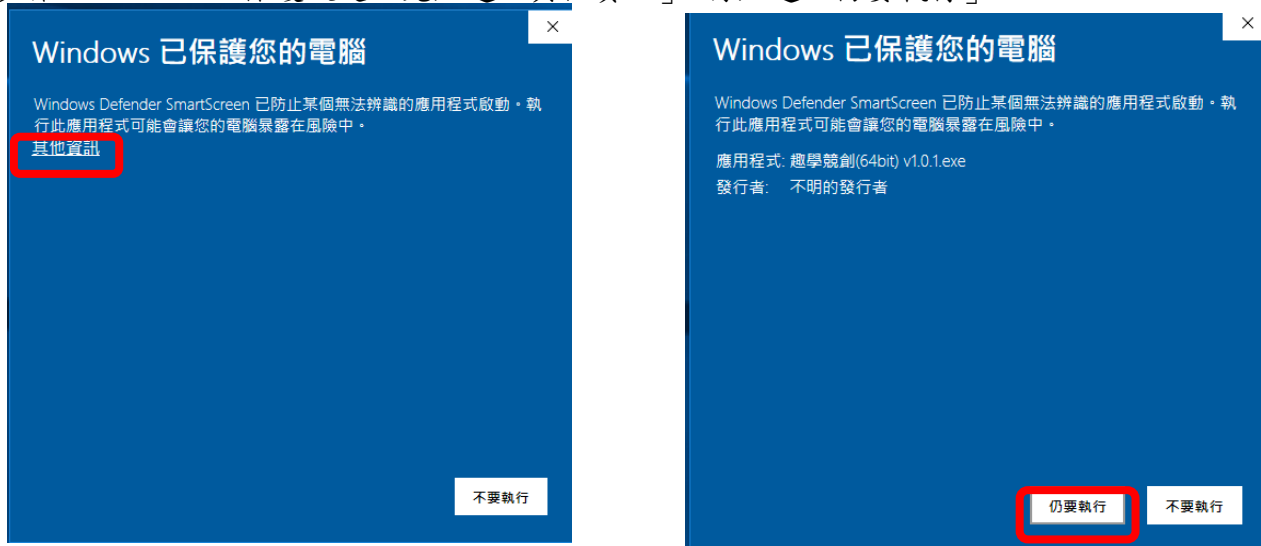 Windows 已保護您的電腦
Windows Defender SmartScreen 已防止某個無法辨識的應用程式啟動。執
行此應用程式可能會讓您的電腦暴露在風險中。
其他資訊
不要執行
Windows 已保護您的電腦
Windows Defender SmartScreen 已防止某個無法辨識的應用程式啟動。執
行此應用程式可能會讓您的電腦暴露在風險中。
應用程式: 趣學競創(64bit) v1.0.1.exe
發行者: 不明的發行者
仍要執行
不要執行